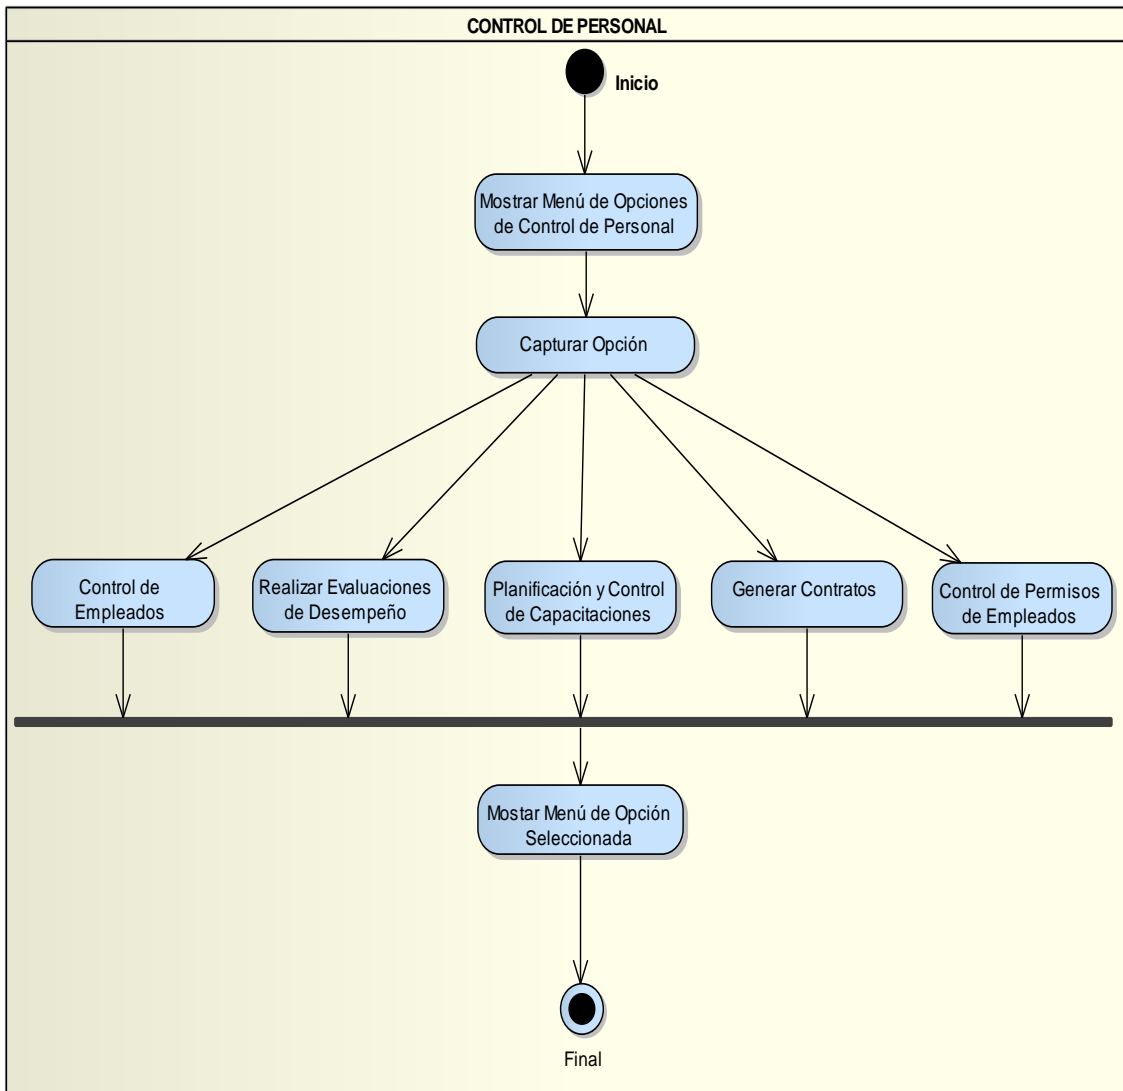 CONTROL DE PERSONAL
Inicio
Mostrar Menú de Opciones
de Control de Personal
Capturar Opción
Control de
Empleados
Realizar Evaluaciones
de Desempeño
Planificación y Control
de Capacitaciones
Generar Contratos
Control de Permisos
de Empleados
Mostar Menú de Opción
Seleccionada
Final